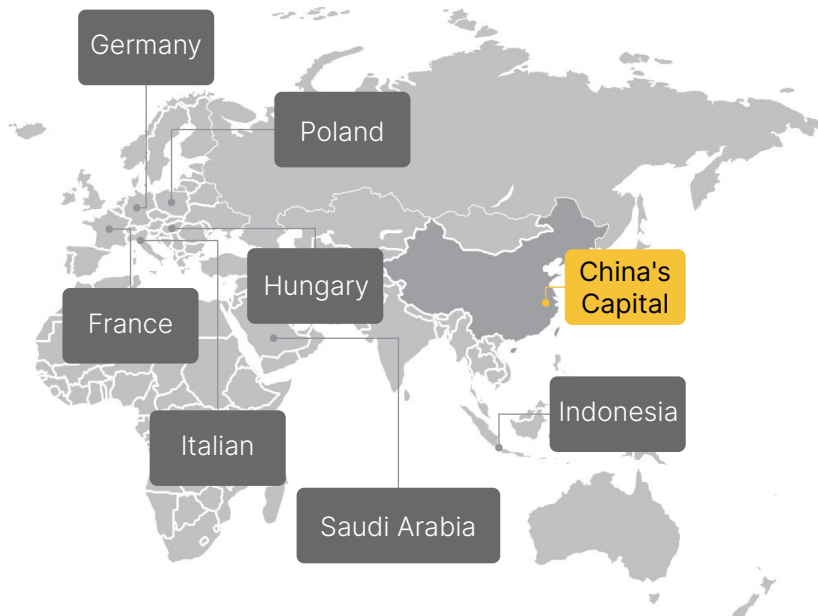 Germany
Poland
China's
Capital
Hungary
France
Indonesia
Italian
Saudi Arabia